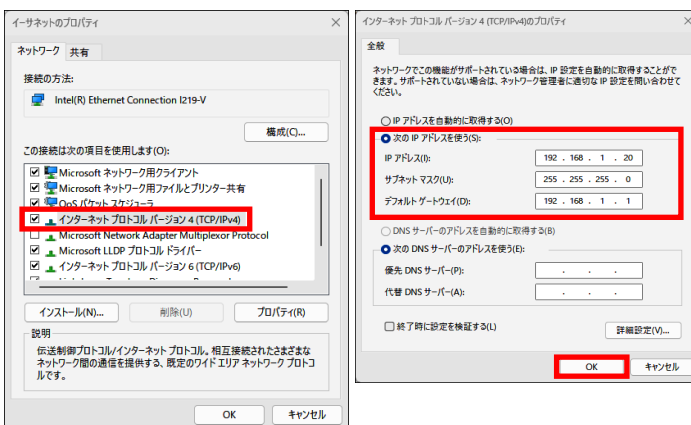 イーサネットのプロパティ
ネットワーク 共有
接続の方法:
Intel(R) Ethernet Connection I219-V
構成(C)...
この接続は次の項目を使用します(O):
Microsoft ネットワーク用クライアント
Microsoft ネットワーク用ファイルとプリンター共有
QoS パケット スケジューラ
インターネット プロトコル バージョン 4 (TCP/IPv4)
Microsoft Network Adapter Multiplexor Protocol
Microsoft LLDP プロトコル ドライバー
インターネット プロトコル バージョン 6 (TCP/IPv6)
インストール(N)... 削除(U) プロパティ(R)
説明
伝送制御プロトコル/インターネット プロトコル。相互接続されたさまざまな
ネットワーク間の通信を提供する、既定のワイド エリア ネットワーク プロトコ
ルです。
OK キャンセル
インターネット プロトコル バージョン 4 (TCP/IPv4)のプロパティ
全般
ネットワークでこの機能がサポートされている場合は、IP 設定を自動的に取得することがで
きます。サポートされていない場合は、ネットワーク管理者に適切な IP 設定を問い合わせて
ください。
IP アドレスを自動的に取得する(O)
次の IP アドレスを使う(S):
IP アドレス(I): 192 . 168 . 1 . 20
サブネット マスク(U): 255 . 255 . 255 . 0
デフォルト ゲートウェイ(D): 192 . 168 . 1 . 1
DNS サーバーのアドレスを自動的に取得する(B)
次の DNS サーバーのアドレスを使う(E):
優先 DNS サーバー(P): . . .
代替 DNS サーバー(A): . . .
終了時に設定を検証する(L)
詳細設定(V)...
OK キャンセル